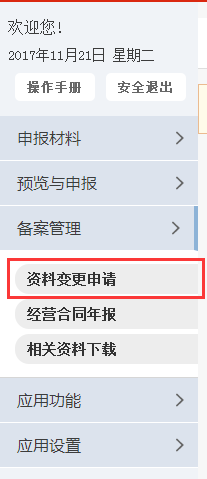 欢迎您!
2017年11月21日 星期二
操作手册 安全退出
申报材料
预览与申报
备案管理
资料变更申请
经营合同年报
相关资料下载
应用功能
应用设置